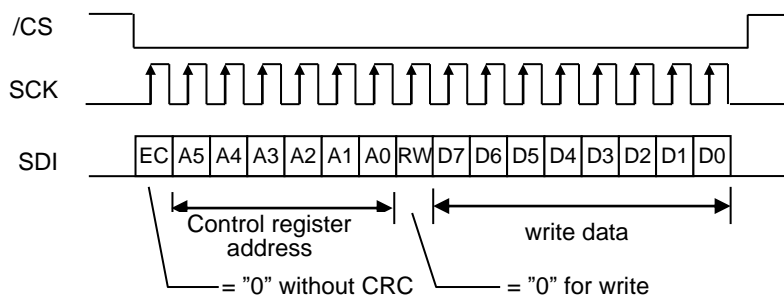 /CS
SCK
SDI
EC A5 A4 A3 A2 A1 A0 RW D7 D6 D5 D4 D3 D2 D1 D0
Control register
address
write data
= ”0” without CRC
= ”0” for write